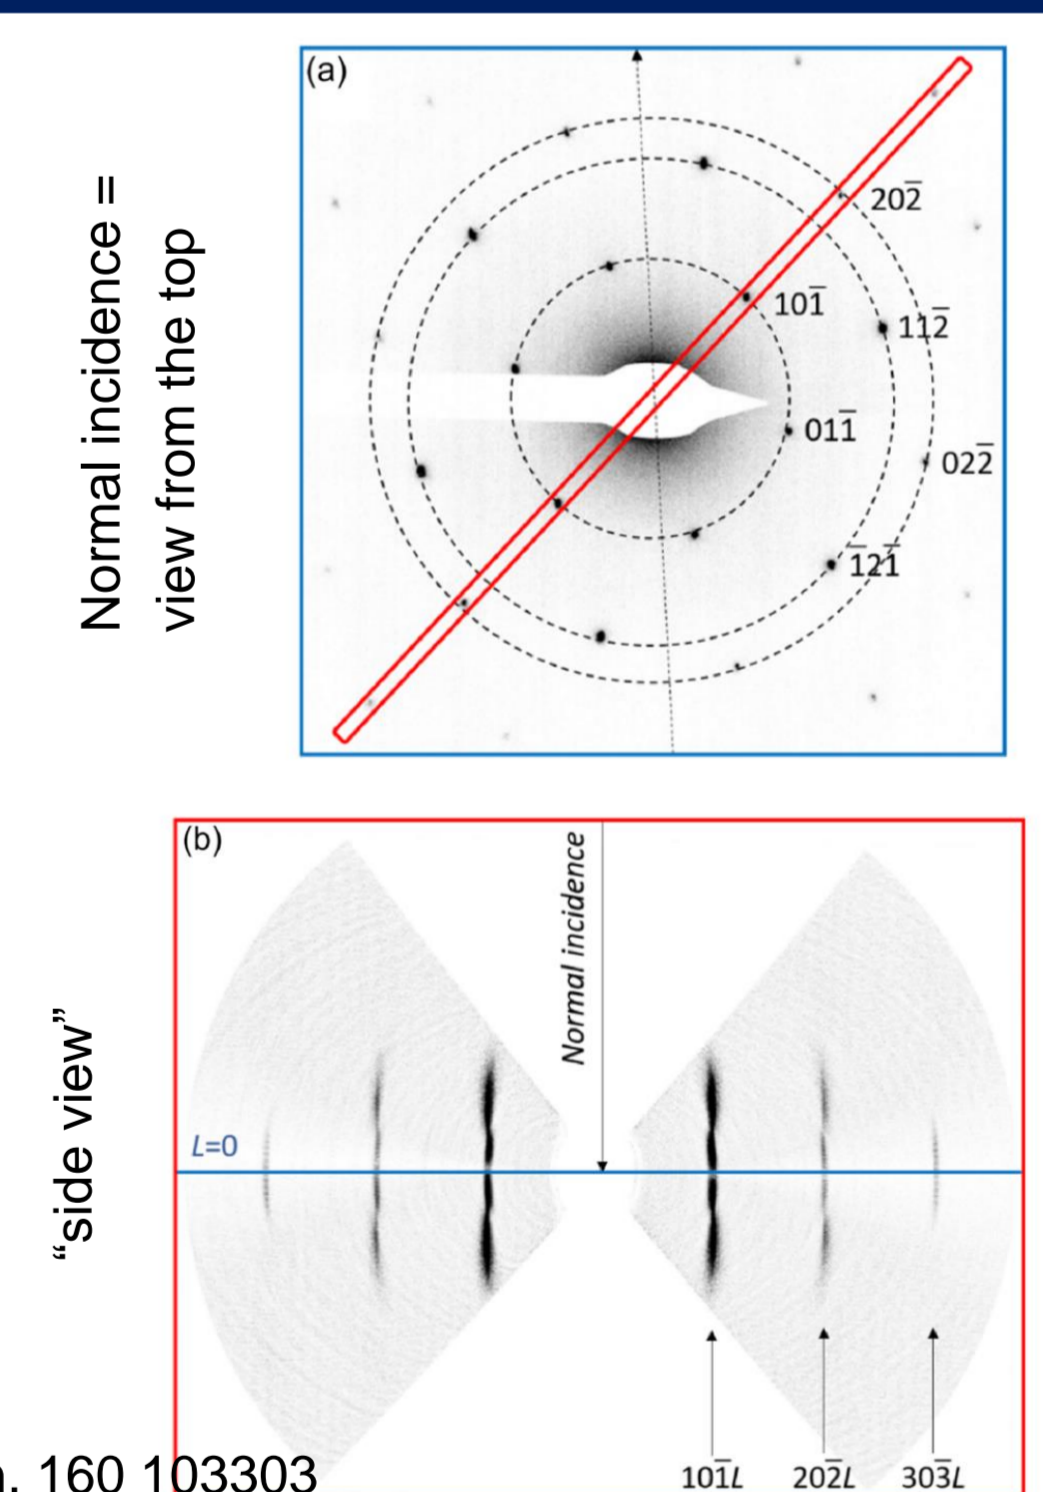 Normal incidence =
view from the top
(a)
202̅
101̅
112̅
011̅
022̅
1̅21̅
"side view"
(b)
Normal incidence
L=0
101̅L
202̅L
303̅L
160 103303